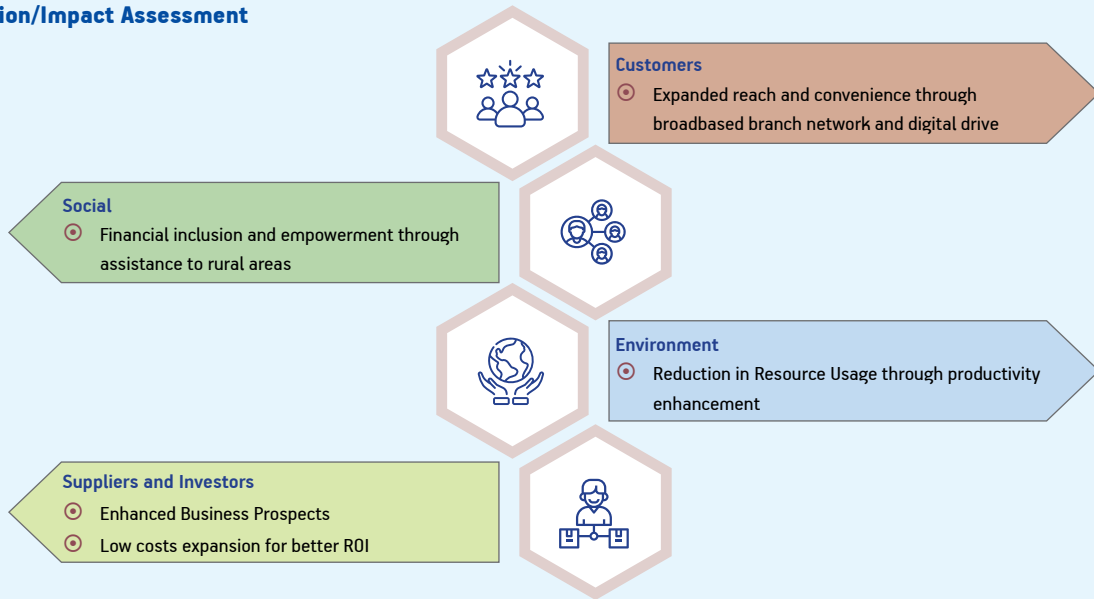 ion/Impact Assessment
Customers
Expanded reach and convenience through
broadbased branch network and digital drive
Social
Financial inclusion and empowerment through
assistance to rural areas
Environment
Reduction in Resource Usage through productivity
enhancement
Suppliers and Investors
Enhanced Business Prospects
Low costs expansion for better ROI